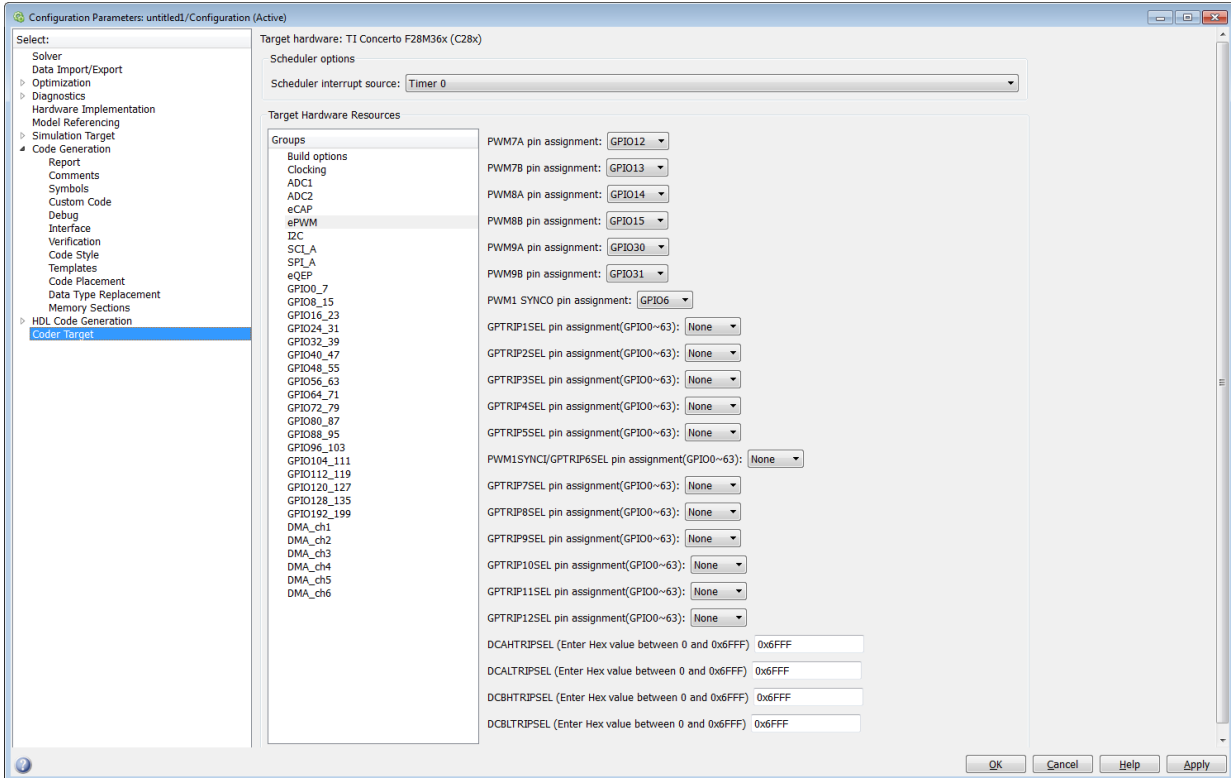 Configuration Parameters: untitled1/Configuration (Active)
Select:
Solver
Data Import/Export
Optimization
Diagnostics
Hardware Implementation
Model Referencing
Simulation Target
Code Generation
Report
Comments
Symbols
Custom Code
Debug
Interface
Verification
Code Style
Templates
Code Placement
Data Type Replacement
Memory Sections
HDL Code Generation
Coder Target
Target hardware: TI Concerto F28M36x (C28x)
Scheduler options
Scheduler interrupt source: Timer 0
Target Hardware Resources
Groups
Build options
Clocking
ADC1
ADC2
eCAP
ePWM
I2C
SCI_A
SPI_A
eQEP
GPIO0_7
GPIO8_15
GPIO16_23
GPIO24_31
GPIO32_39
GPIO40_47
GPIO48_55
GPIO56_63
GPIO64_71
GPIO72_79
GPIO80_87
GPIO88_95
GPIO96_103
GPIO104_111
GPIO112_119
GPIO120_127
GPIO128_135
GPIO192_199
DMA_ch1
DMA_ch2
DMA_ch3
DMA_ch4
DMA_ch5
DMA_ch6
PWM7A pin assignment: GPIO12
PWM7B pin assignment: GPIO13
PWM8A pin assignment: GPIO14
PWM8B pin assignment: GPIO15
PWM9A pin assignment: GPIO30
PWM9B pin assignment: GPIO31
PWM1 SYNCO pin assignment: GPIO6
GPTRIP1SEL pin assignment(GPIO0~63): None
GPTRIP2SEL pin assignment(GPIO0~63): None
GPTRIP3SEL pin assignment(GPIO0~63): None
GPTRIP4SEL pin assignment(GPIO0~63): None
GPTRIP5SEL pin assignment(GPIO0~63): None
PWM1SYNCI/GPTRIP6SEL pin assignment(GPIO0~63): None
GPTRIP7SEL pin assignment(GPIO0~63): None
GPTRIP8SEL pin assignment(GPIO0~63): None
GPTRIP9SEL pin assignment(GPIO0~63): None
GPTRIP10SEL pin assignment(GPIO0~63): None
GPTRIP11SEL pin assignment(GPIO0~63): None
GPTRIP12SEL pin assignment(GPIO0~63): None
DCAHTRIPSEL (Enter Hex value between 0 and 0x6FFF) 0x6FFF
DCALTRIPSEL (Enter Hex value between 0 and 0x6FFF) 0x6FFF
DCBHTRIPSEL (Enter Hex value between 0 and 0x6FFF) 0x6FFF
DCBLTRIPSEL (Enter Hex value between 0 and 0x6FFF) 0x6FFF
OK Cancel Help Apply